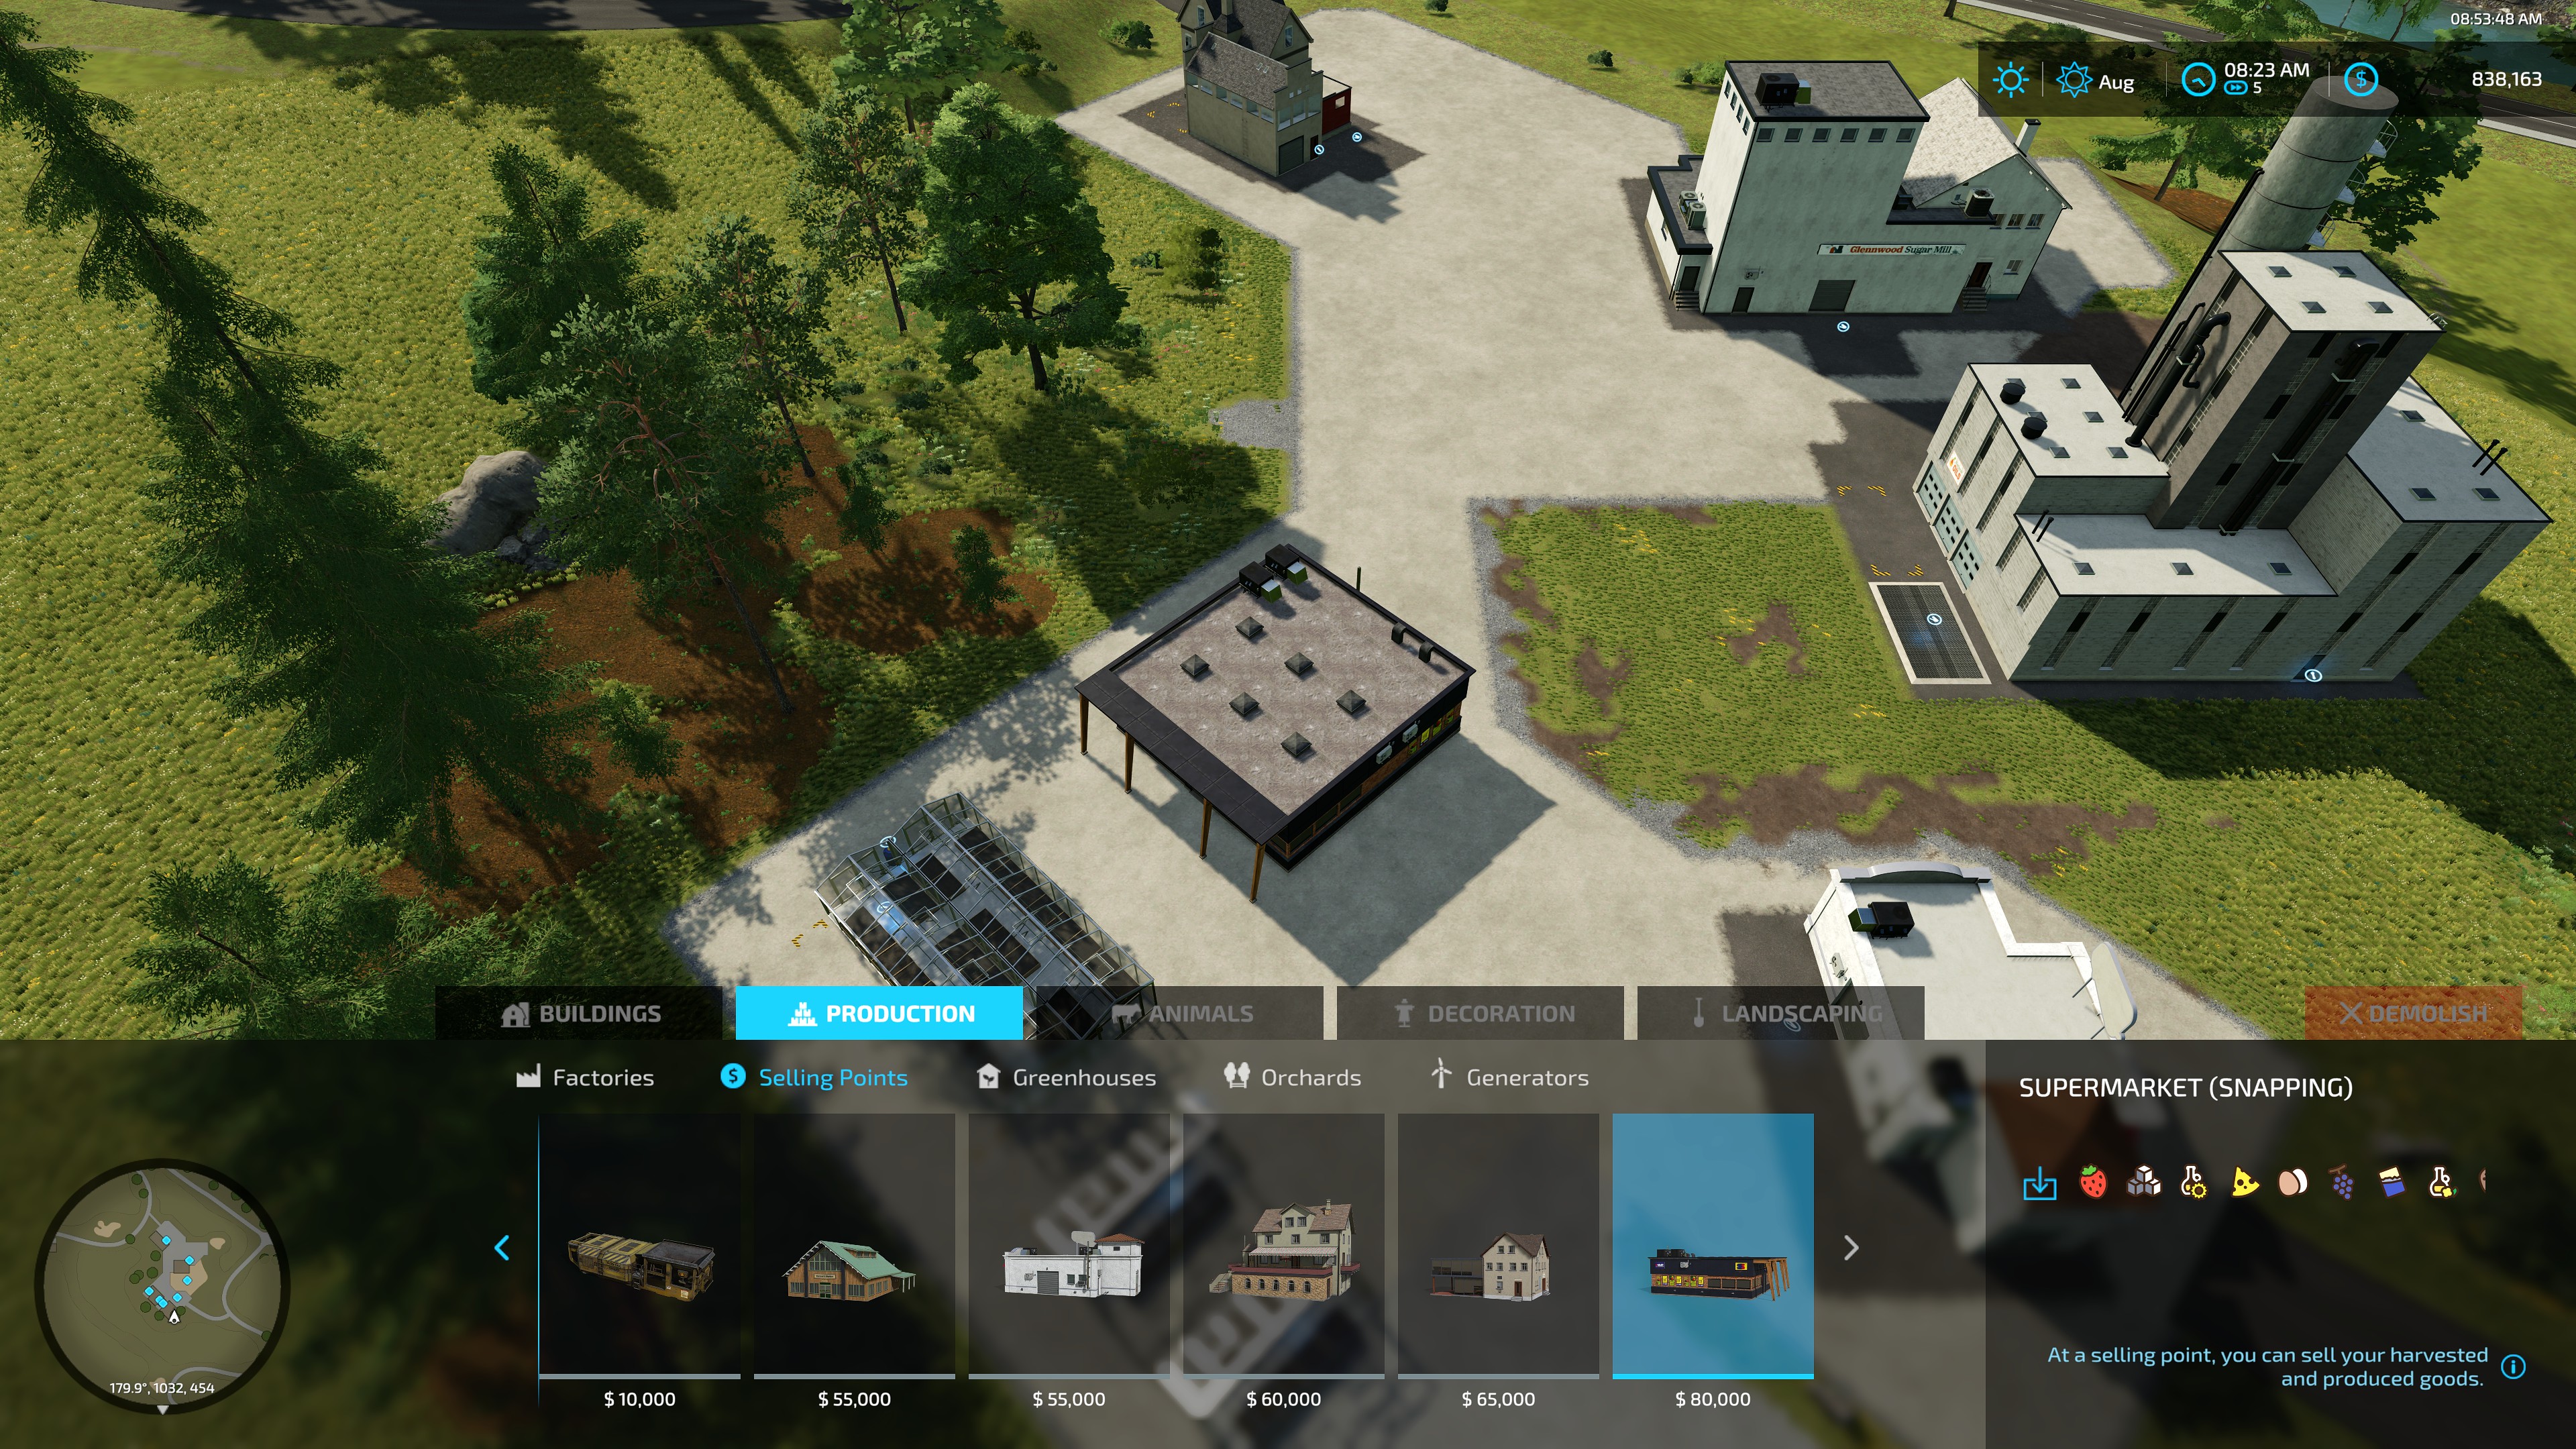 08:53:48 AM
Aug
08:23 AM
5
838,163
Glennwood Sugar Mill
BUILDINGS
PRODUCTION
ANIMALS
DECORATION
LANDSCAPING
DEMOLISH
Factories
Selling Points
Greenhouses
Orchards
Generators
SUPERMARKET (SNAPPING)
At a selling point, you can sell your harvested
and produced goods.
179.9°, 1032, 454
$ 10,000
$ 55,000
$ 55,000
$ 60,000
$ 65,000
$ 80,000